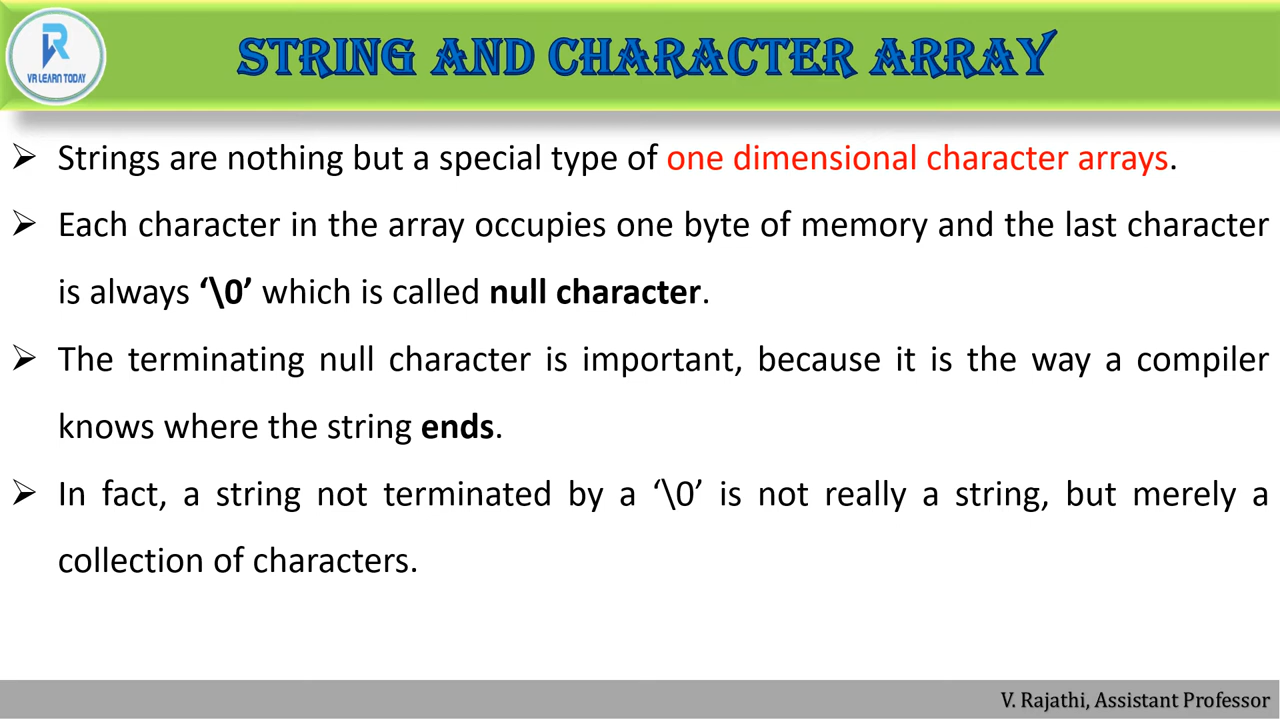 VR LEARN TODAY
STRING AND CHARACTER ARRAY
➢ Strings are nothing but a special type of one dimensional character arrays.
➢ Each character in the array occupies one byte of memory and the last character
is always ‘\0’ which is called null character.
➢ The terminating null character is important, because it is the way a compiler
knows where the string ends.
➢ In fact, a string not terminated by a ‘\0’ is not really a string, but merely a
collection of characters.
V. Rajathi, Assistant Professor